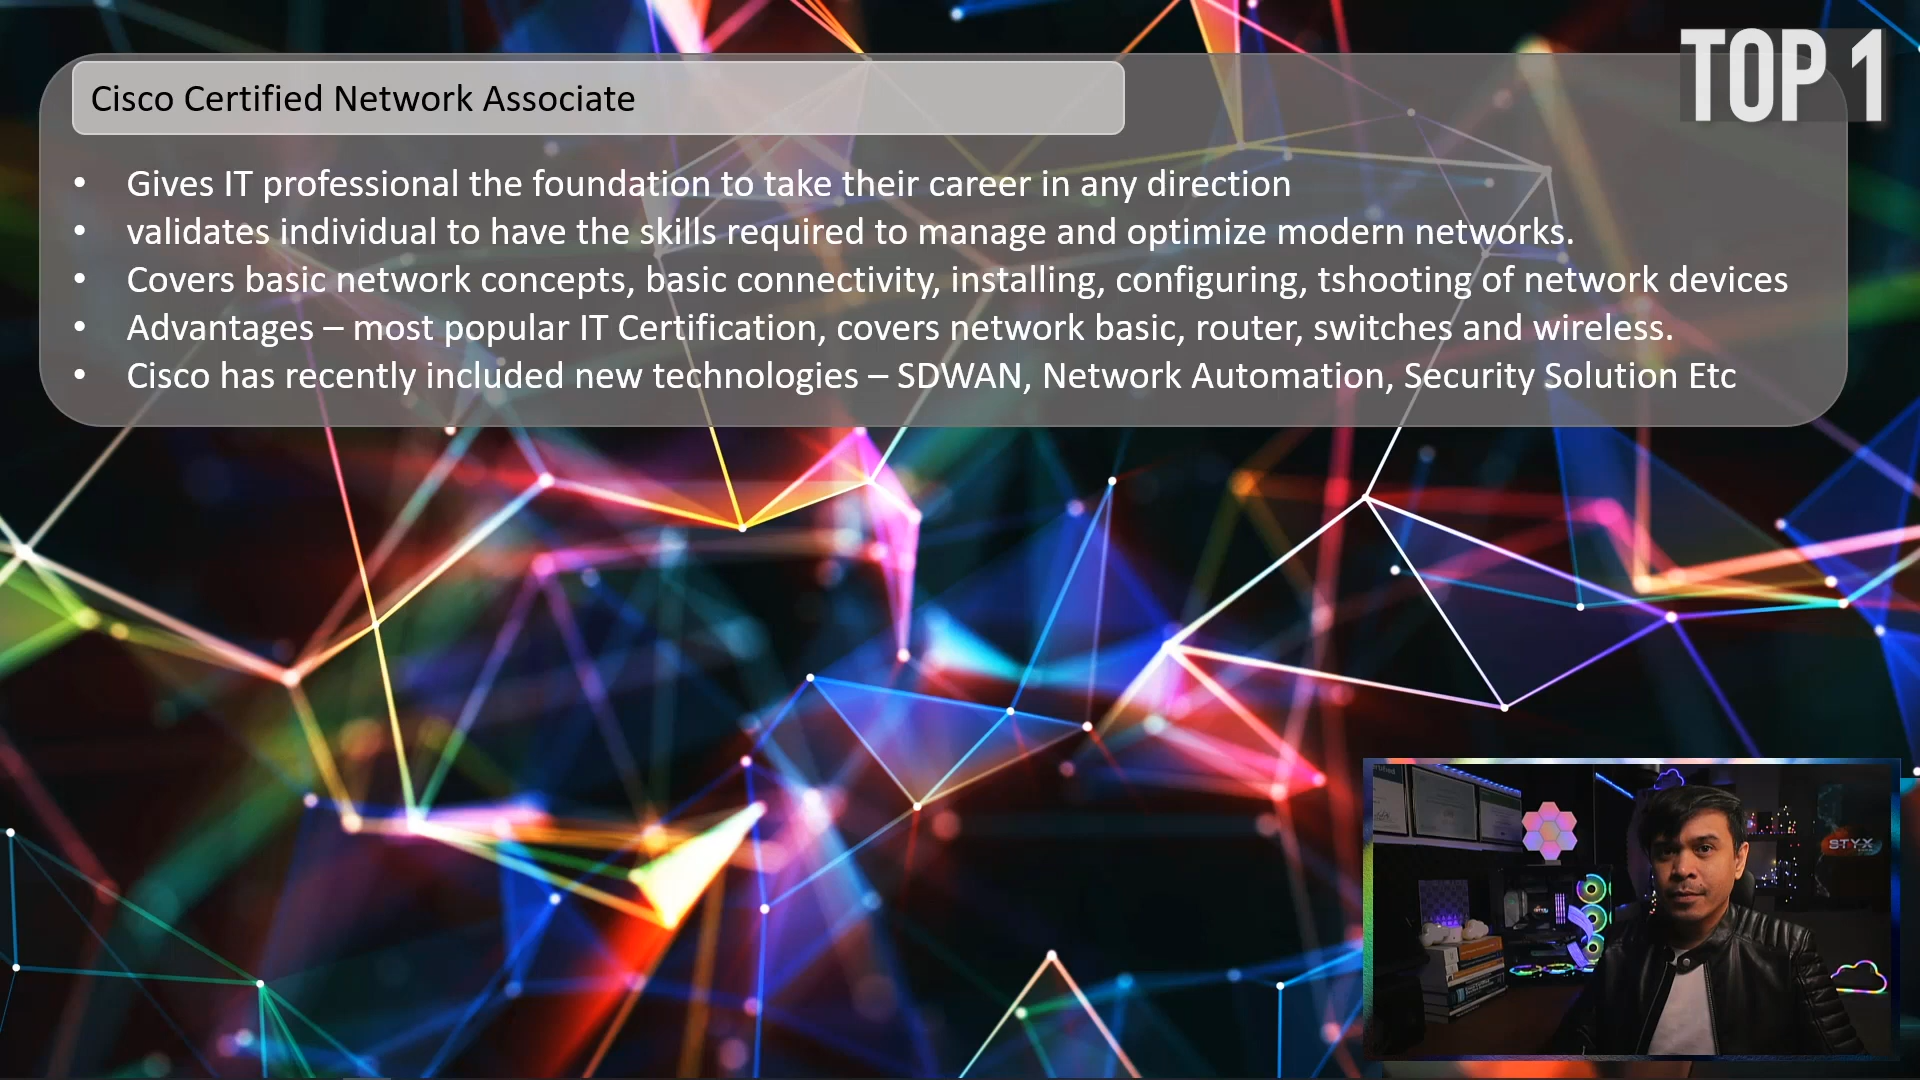 TOP 1
Cisco Certified Network Associate
• Gives IT professional the foundation to take their career in any direction
• validates individual to have the skills required to manage and optimize modern networks.
• Covers basic network concepts, basic connectivity, installing, configuring, tshooting of network devices
• Advantages – most popular IT Certification, covers network basic, router, switches and wireless.
• Cisco has recently included new technologies – SDWAN, Network Automation, Security Solution Etc
STYX